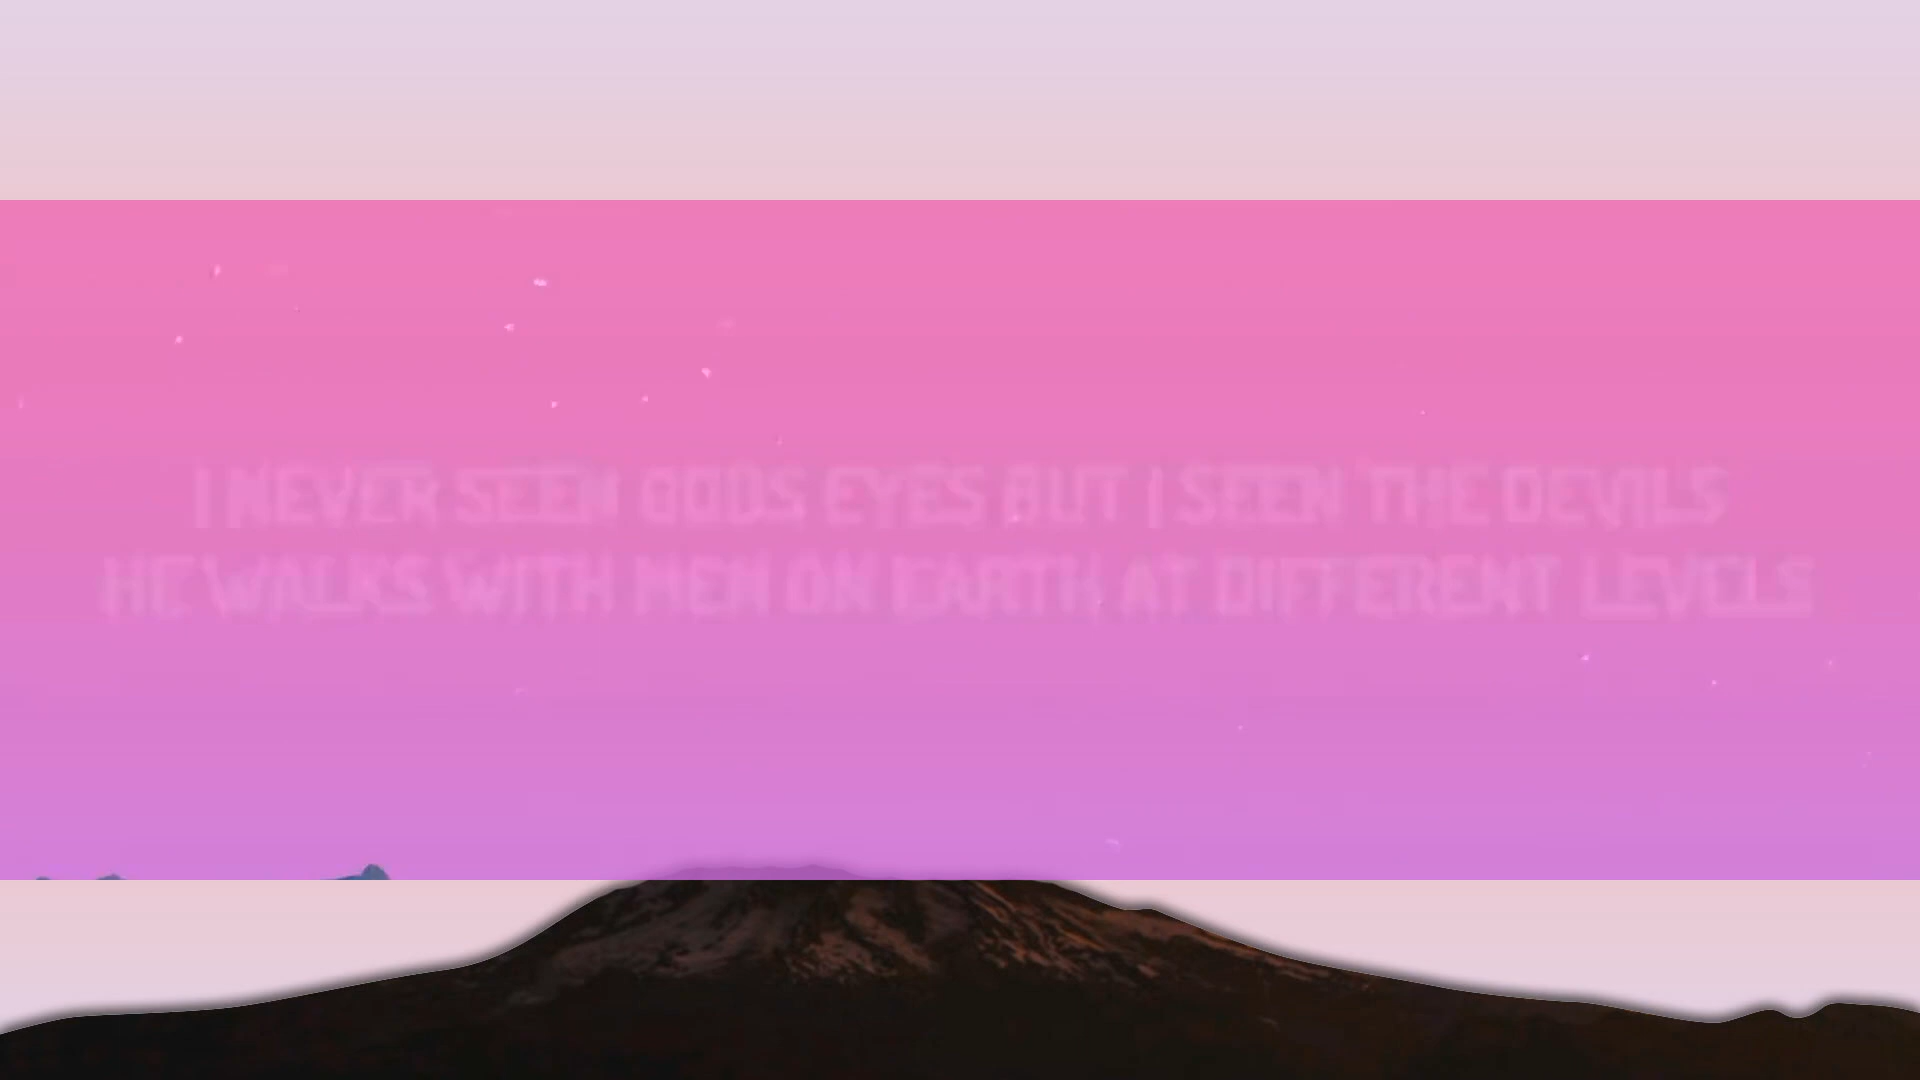 I NEVER SEEN GODS EYES BUT I SEEN THE DEVILS
HE WALKS WITH MEN ON EARTH AT DIFFERENT LEVELS